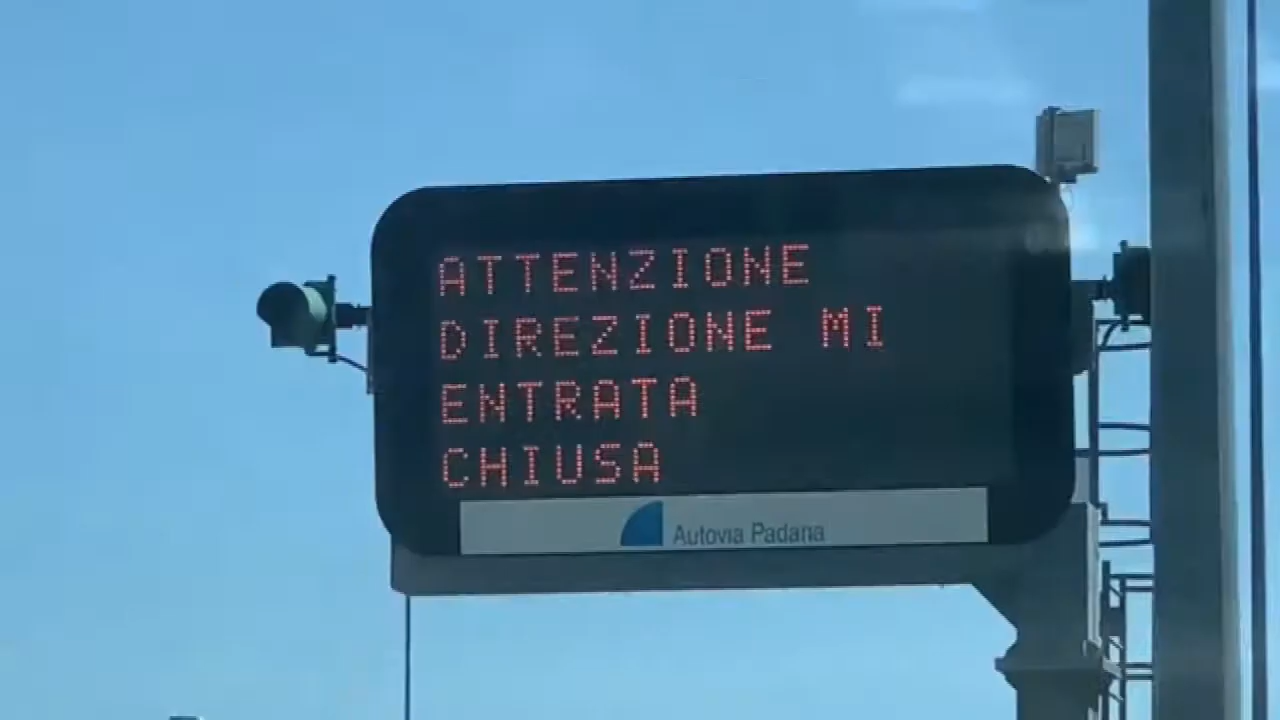 ATTENZIONE
DIREZIONE MI
ENTRATA
CHIUSA
Autovia Padana